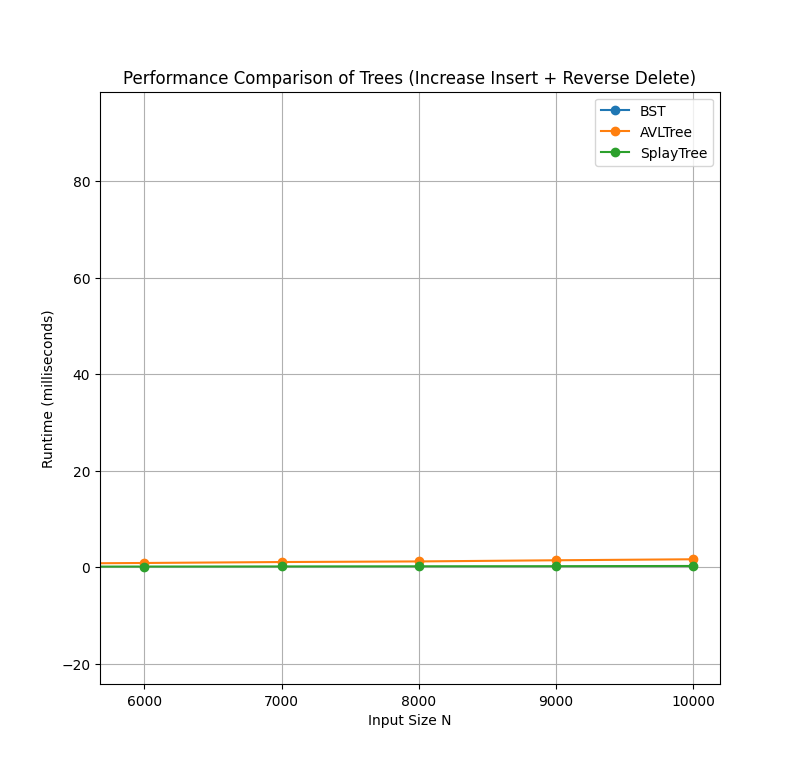 Performance Comparison of Trees (Increase Insert + Reverse Delete)
BST
AVLTree
SplayTree
80
60
40
20
0
−20
Runtime (milliseconds)
6000 7000 8000 9000 10000
Input Size N